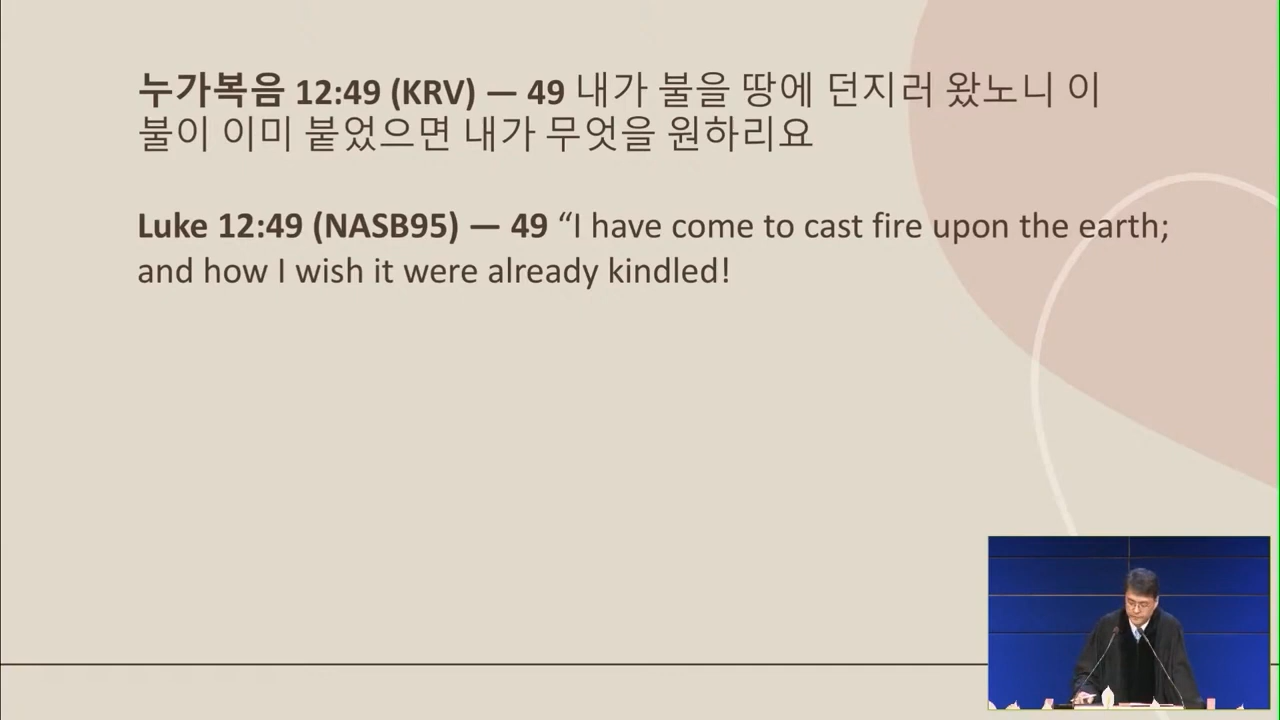 누가복음 12:49 (KRV) — 49 내가 불을 땅에 던지러 왔노니 이
불이 이미 붙었으면 내가 무엇을 원하리요
Luke 12:49 (NASB95) — 49 “I have come to cast fire upon the earth;
and how I wish it were already kindled!